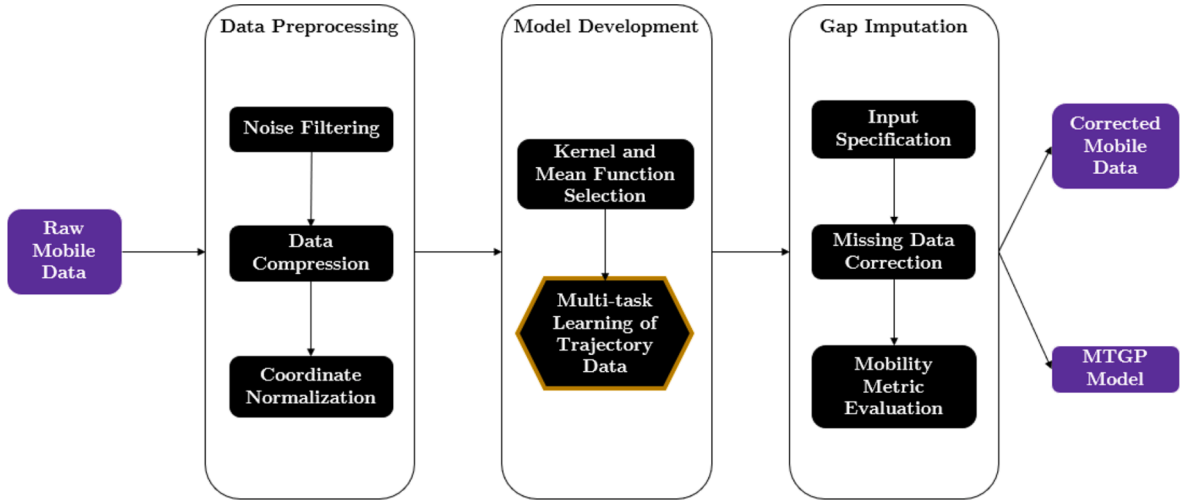 Raw
Mobile
Data
Data Preprocessing
Noise Filtering
Data
Compression
Coordinate
Normalization
Model Development
Kernel and
Mean Function
Selection
Multi-task
Learning of
Trajectory
Data
Gap Imputation
Input
Specification
Missing Data
Correction
Mobility
Metric
Evaluation
Corrected
Mobile
Data
MTGP
Model